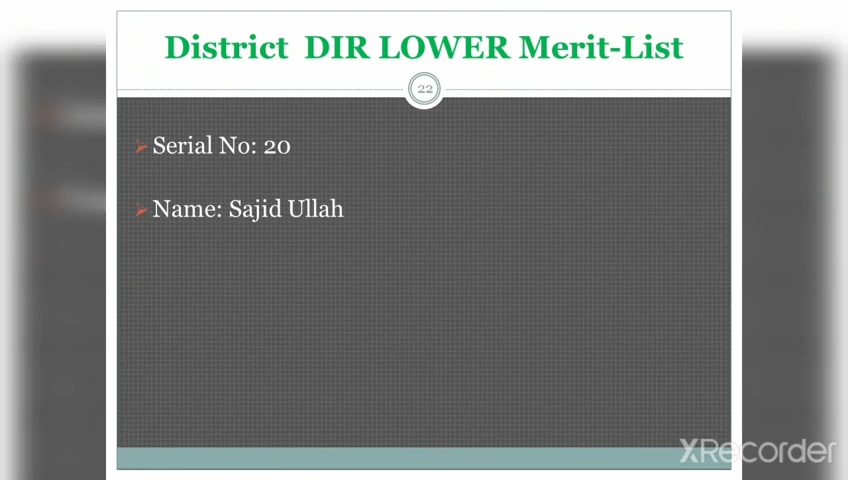 District DIR LOWER Merit-List
22
Serial No: 20
Name: Sajid Ullah
XRecorder